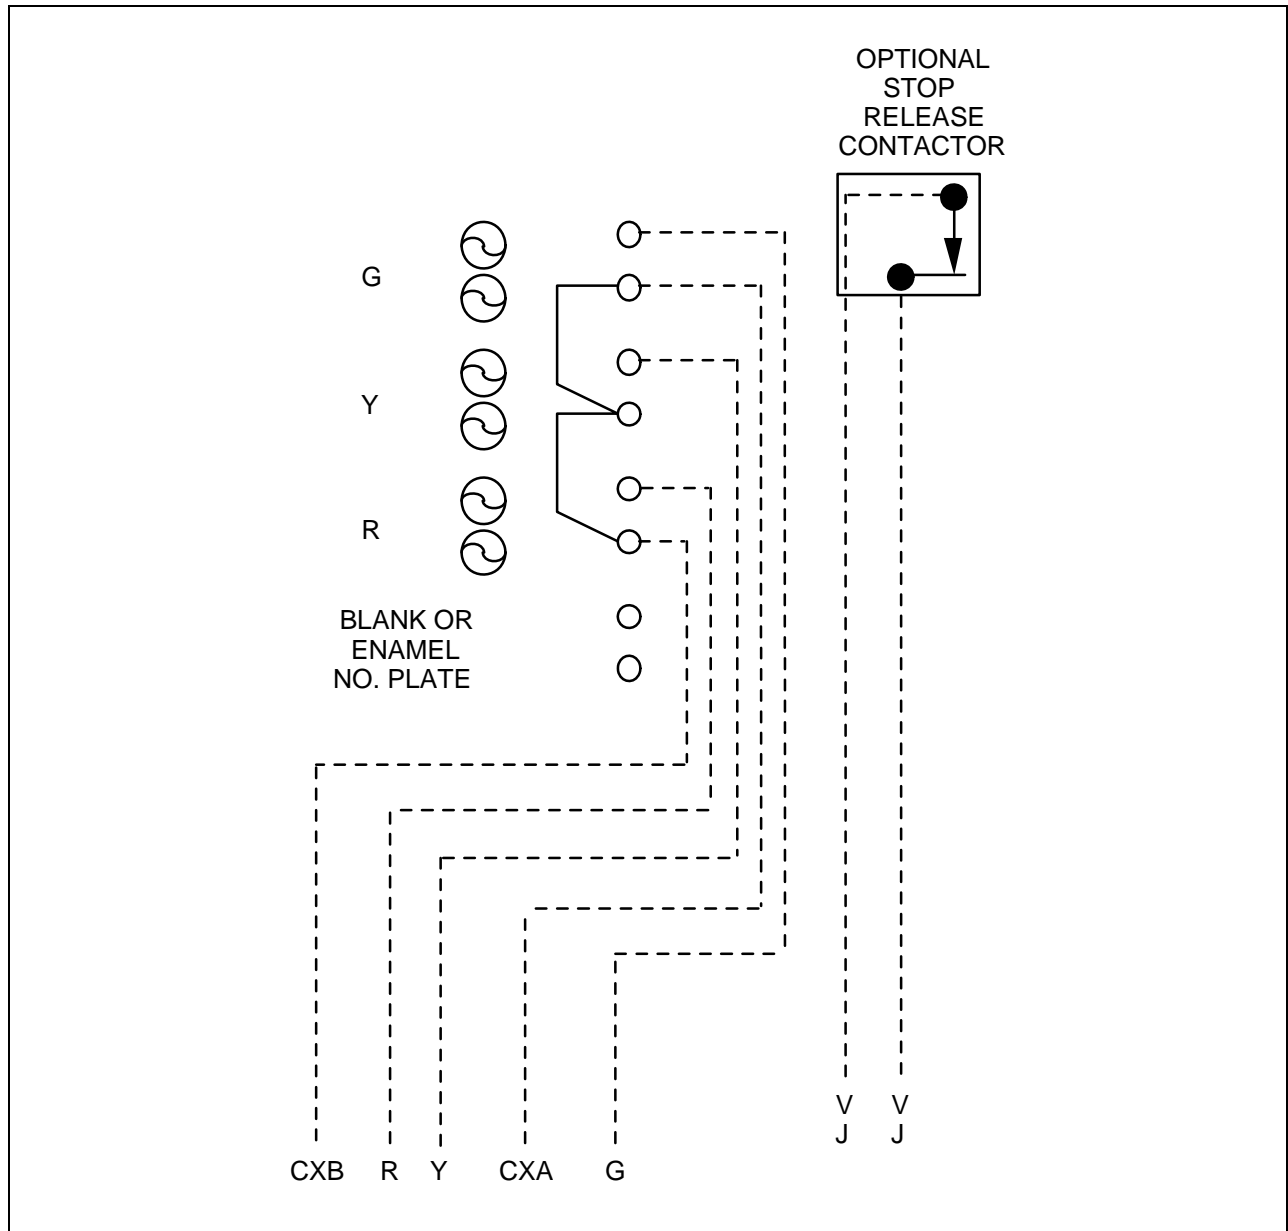 OPTIONAL
STOP
RELEASE
CONTACTOR
G
Y
R
BLANK OR
ENAMEL
NO. PLATE
V V
J J
CXB R Y CXA G